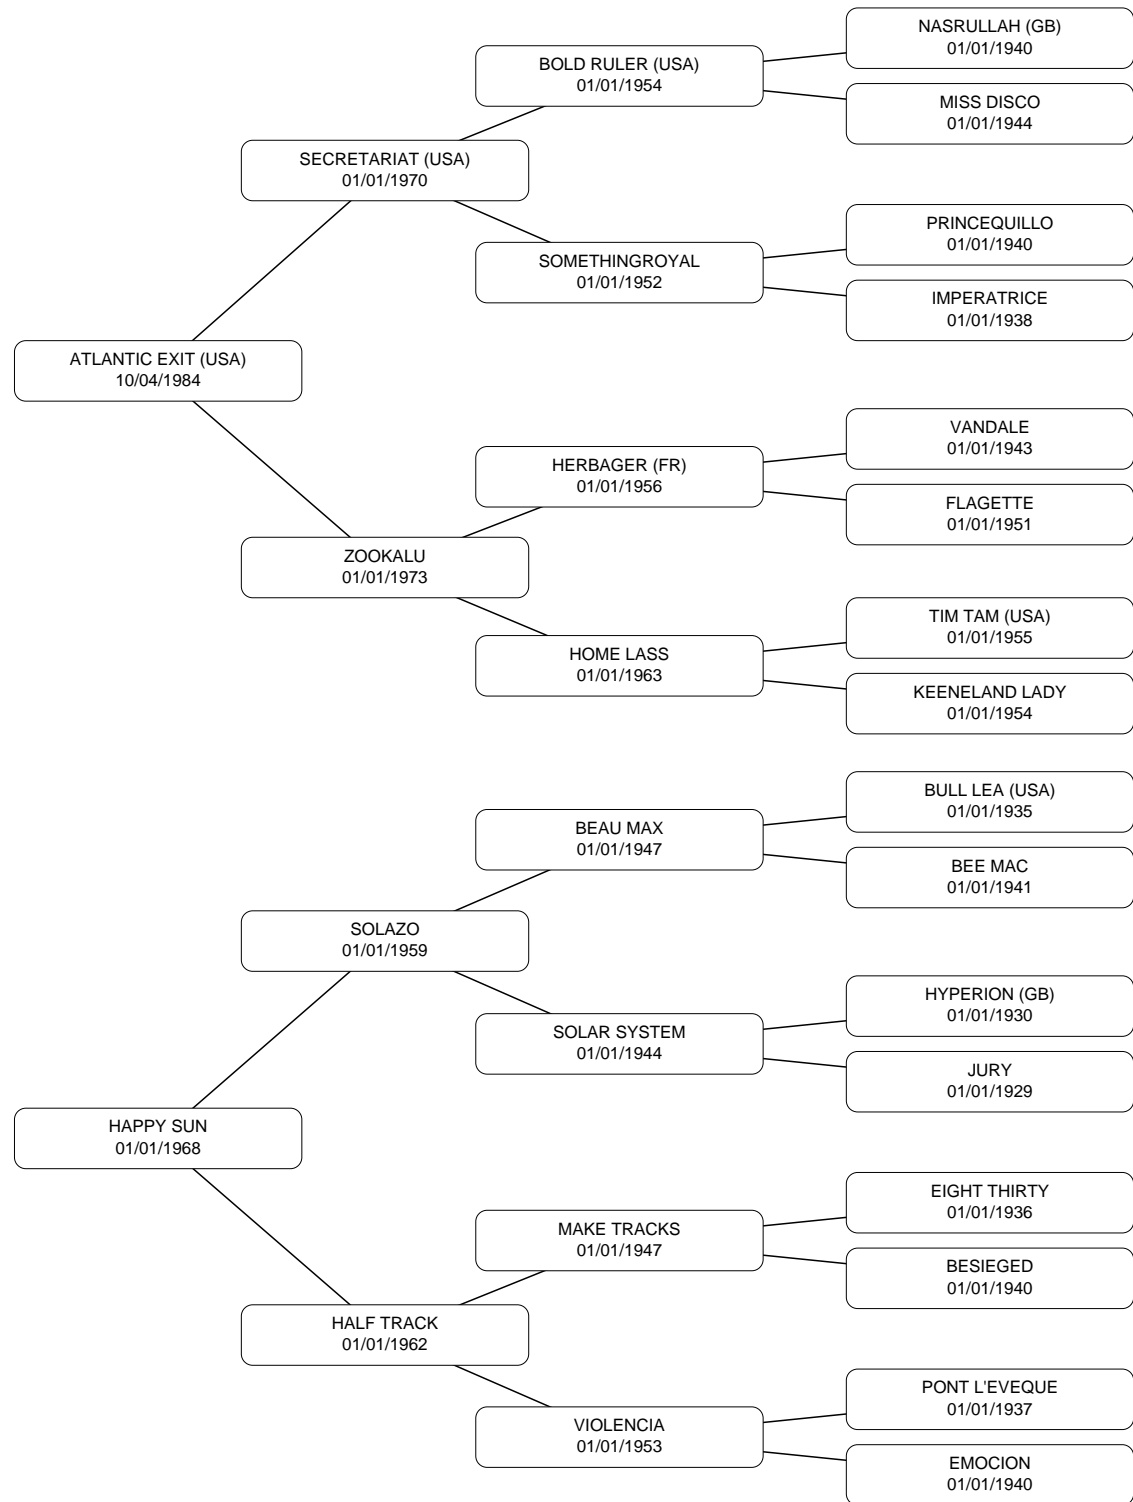 NASRULLAH (GB)
01/01/1940
BOLD RULER (USA)
01/01/1954
MISS DISCO
01/01/1944
SECRETARIAT (USA)
01/01/1970
PRINCEQUILLO
01/01/1940
SOMETHINGROYAL
01/01/1952
IMPERATRICE
01/01/1938
ATLANTIC EXIT (USA)
10/04/1984
VANDALE
01/01/1943
HERBAGER (FR)
01/01/1956
FLAGETTE
01/01/1951
ZOOKALU
01/01/1973
TIM TAM (USA)
01/01/1955
HOME LASS
01/01/1963
KEENELAND LADY
01/01/1954
BULL LEA (USA)
01/01/1935
BEAU MAX
01/01/1947
BEE MAC
01/01/1941
SOLAZO
01/01/1959
HYPERION (GB)
01/01/1930
SOLAR SYSTEM
01/01/1944
JURY
01/01/1929
HAPPY SUN
01/01/1968
EIGHT THIRTY
01/01/1936
MAKE TRACKS
01/01/1947
BESIEGED
01/01/1940
HALF TRACK
01/01/1962
PONT L'EVEQUE
01/01/1937
VIOLENCIA
01/01/1953
EMOCION
01/01/1940